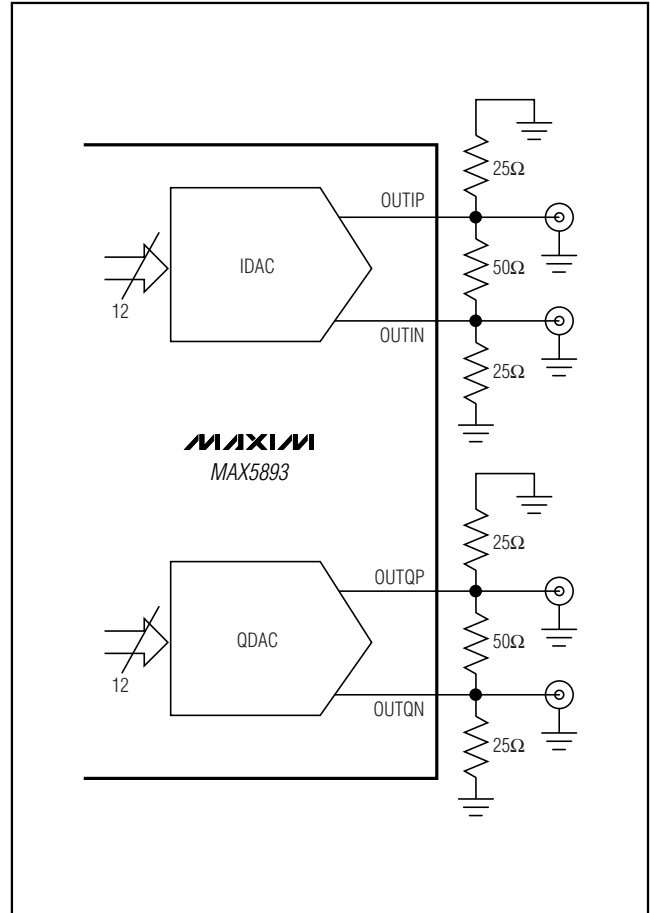 25Ω
OUTIP
IDAC
50Ω
12
OUTIN
25Ω
MAXIM
MAX5893
25Ω
OUTQP
QDAC
50Ω
12
OUTQN
25Ω